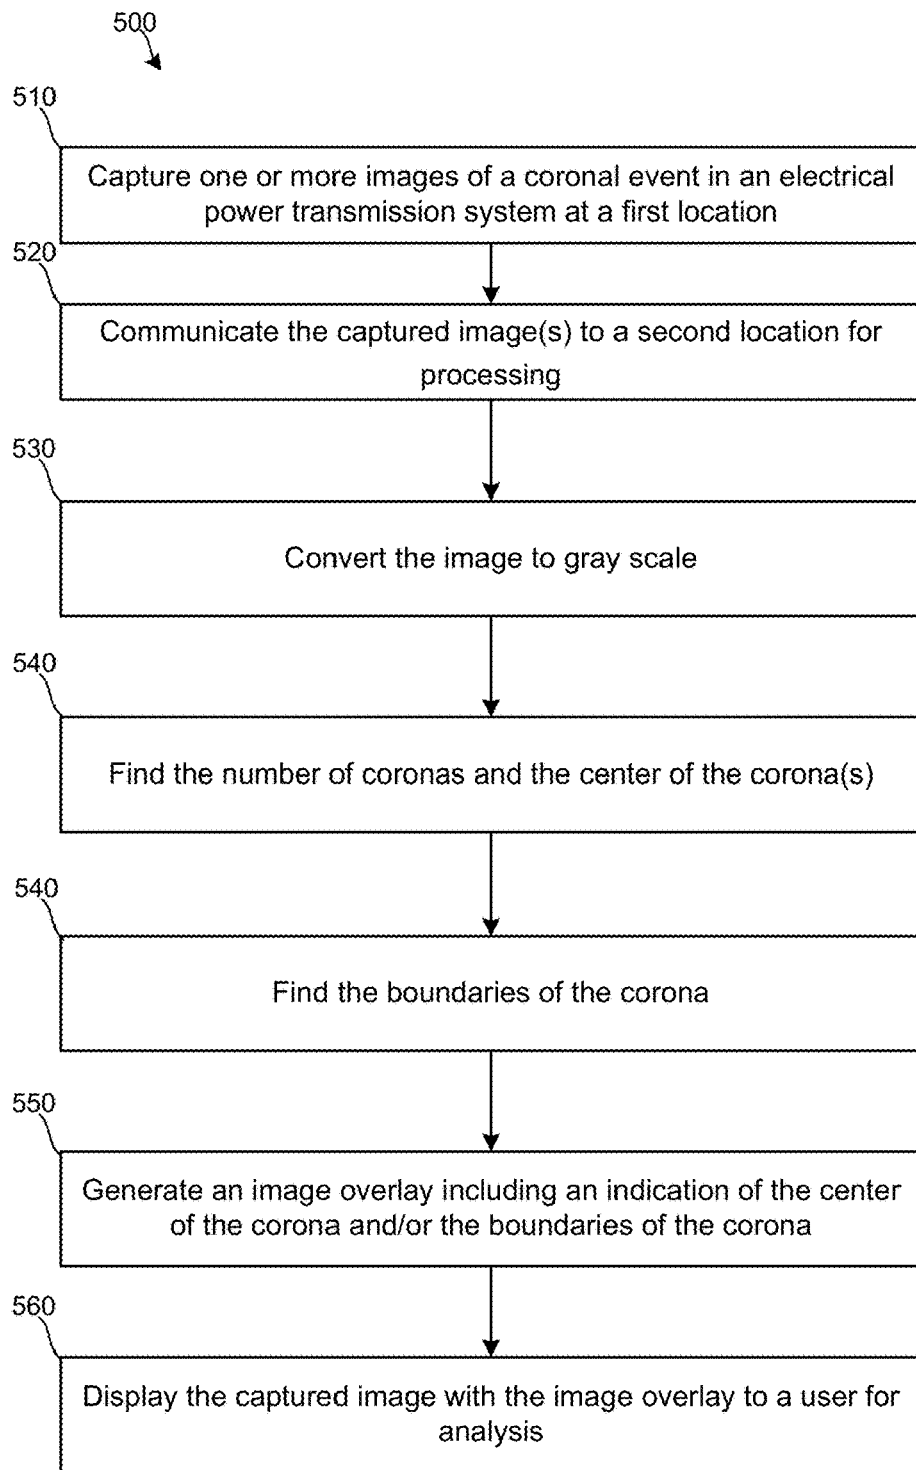 500
510
Capture one or more images of a coronal event in an electrical
power transmission system at a first location
520
Communicate the captured image(s) to a second location for
processing
530
Convert the image to gray scale
540
Find the number of coronas and the center of the corona(s)
540
Find the boundaries of the corona
550
Generate an image overlay including an indication of the center
of the corona and/or the boundaries of the corona
560
Display the captured image with the image overlay to a user for
analysis